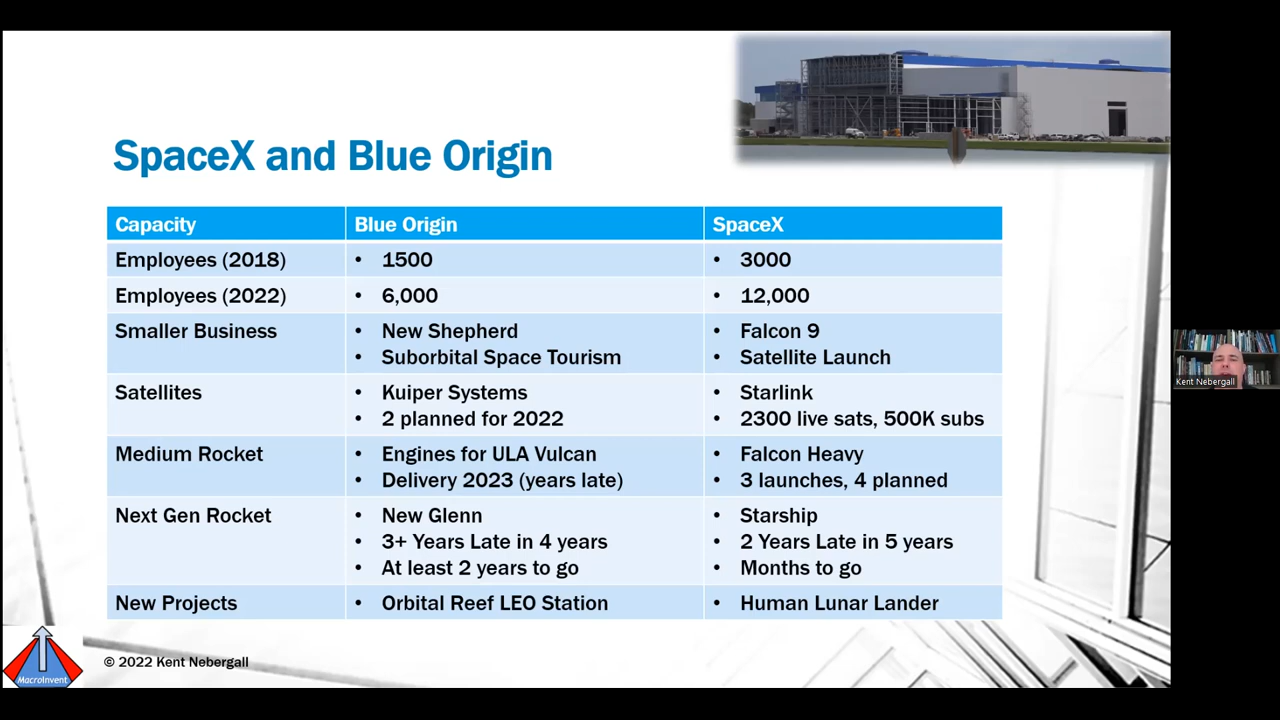 SpaceX and Blue Origin
Capacity Blue Origin SpaceX
Employees (2018) • 1500 • 3000
Employees (2022) • 6,000 • 12,000
Smaller Business • New Shepherd • Falcon 9
• Suborbital Space Tourism • Satellite Launch
Satellites • Kuiper Systems • Starlink
• 2 planned for 2022 • 2300 live sats, 500K subs
Medium Rocket • Engines for ULA Vulcan • Falcon Heavy
• Delivery 2023 (years late) • 3 launches, 4 planned
Next Gen Rocket • New Glenn • Starship
• 3+ Years Late in 4 years • 2 Years Late in 5 years
• At least 2 years to go • Months to go
New Projects • Orbital Reef LEO Station • Human Lunar Lander
© 2022 Kent Nebergall
MacroInvent
Kent Nebergall